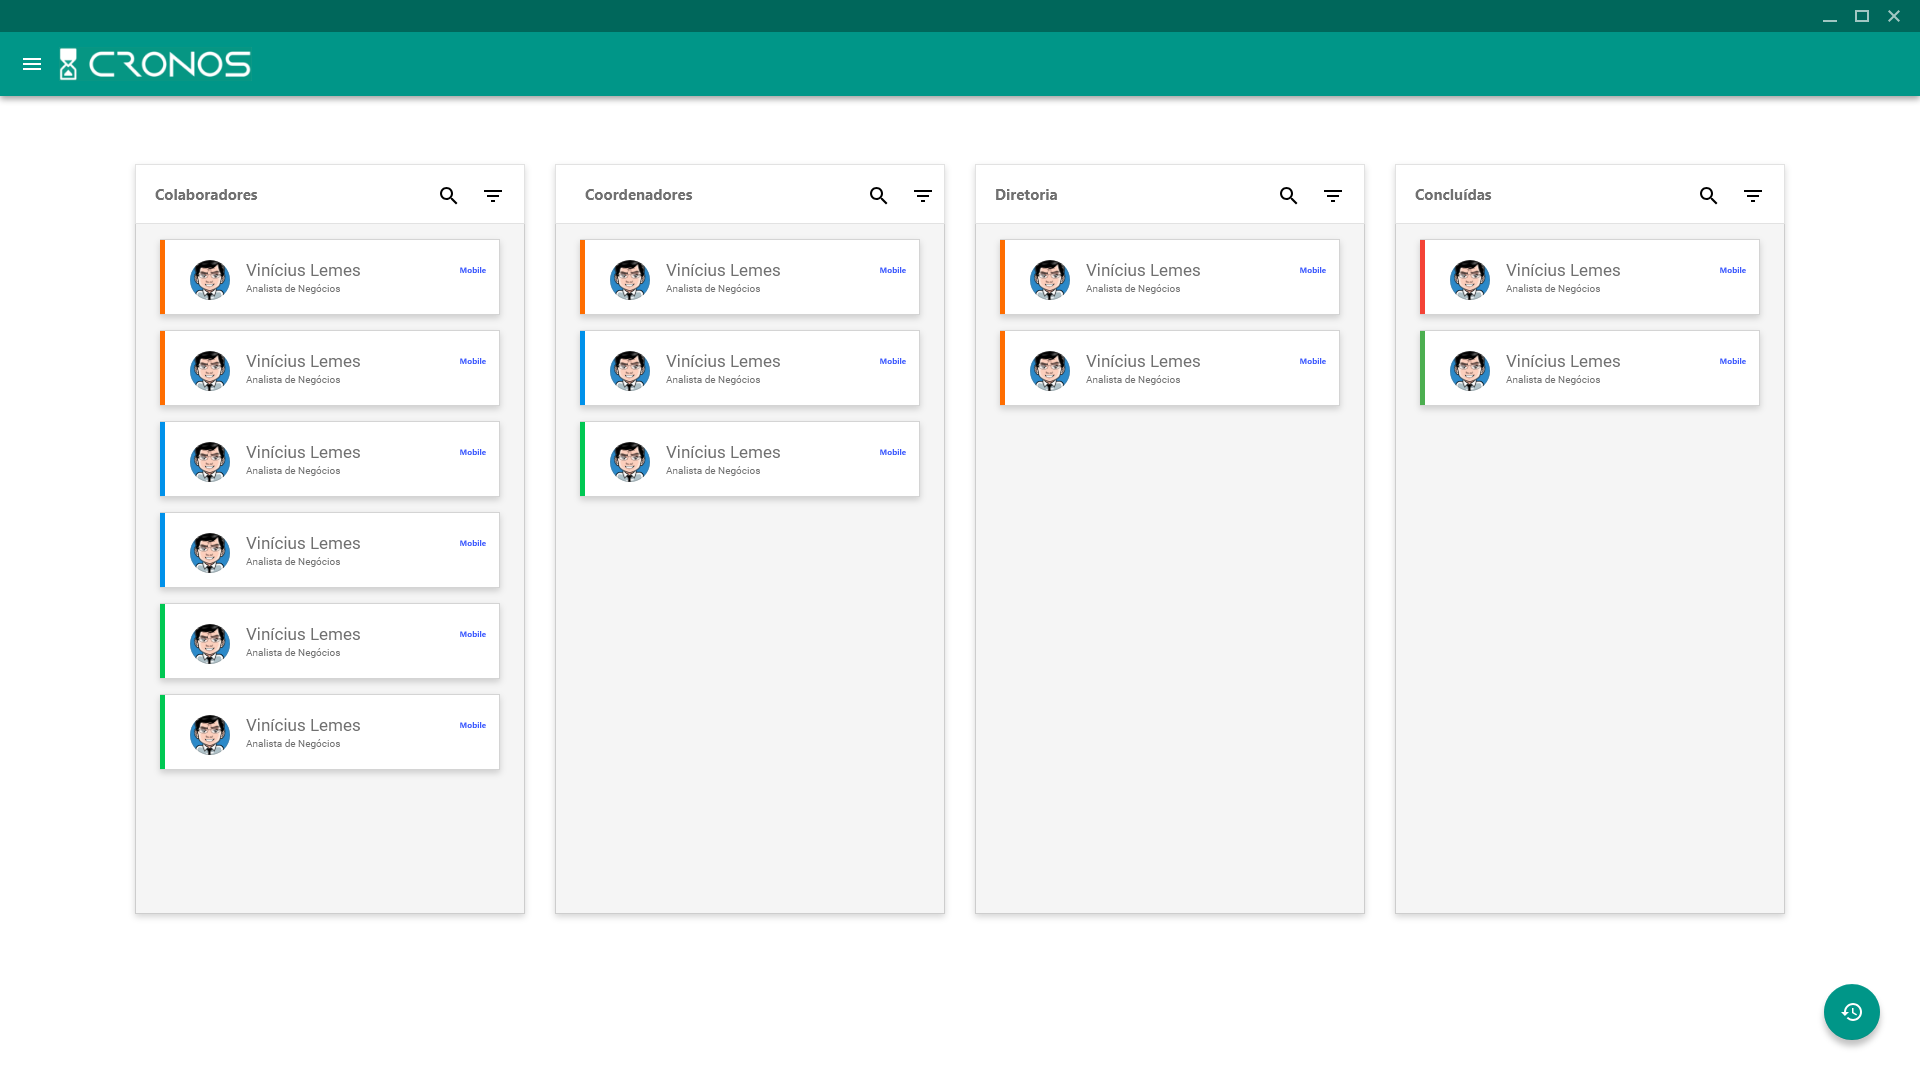 CRONOS
Colaboradores
Vinícius Lemes
Mobile
Analista de Negócios
Vinícius Lemes
Mobile
Analista de Negócios
Vinícius Lemes
Mobile
Analista de Negócios
Vinícius Lemes
Mobile
Analista de Negócios
Vinícius Lemes
Mobile
Analista de Negócios
Vinícius Lemes
Mobile
Analista de Negócios
Coordenadores
Vinícius Lemes
Mobile
Analista de Negócios
Vinícius Lemes
Mobile
Analista de Negócios
Vinícius Lemes
Mobile
Analista de Negócios
Diretoria
Vinícius Lemes
Mobile
Analista de Negócios
Vinícius Lemes
Mobile
Analista de Negócios
Concluídas
Vinícius Lemes
Mobile
Analista de Negócios
Vinícius Lemes
Mobile
Analista de Negócios